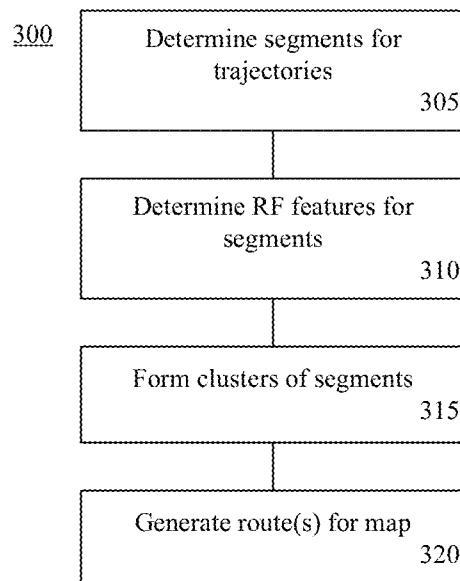 300
Determine segments for
trajectories
305
Determine RF features for
segments
310
Form clusters of segments
315
Generate route(s) for map
320